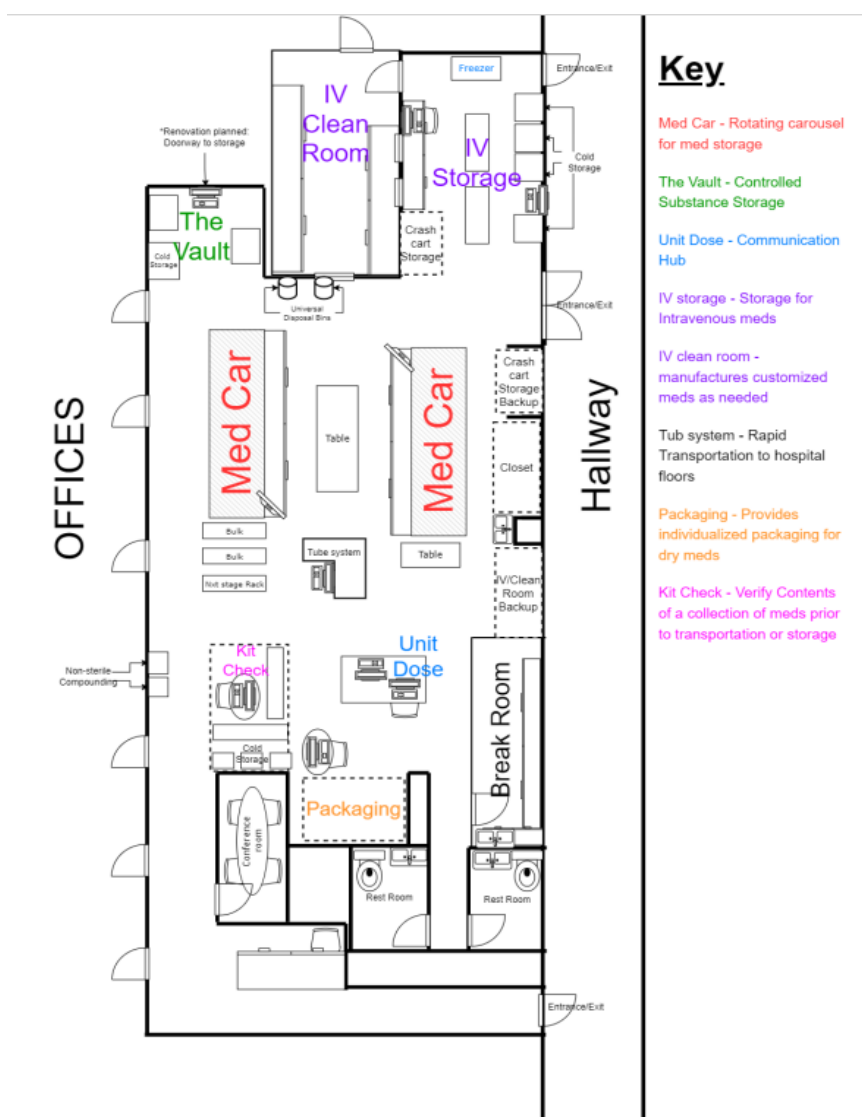 Freezer
Entrance/Exit
IV
Clean
Room
*Renovation planned:
Doorway to storage
IV
Storage
Cold
Storage
The
Vault
Cold
Storage
Crash
cart
Storage
Universal
Disposal Bins
Entrance/Exit
Med Car
Table
Med Car
Crash
cart
Storage
Backup
OFFICES
Hallway
Closet
Bulk
Bulk
Nxt stage Rack
Tube system
Table
IV/Clean
Room
Backup
Kit
Check
Unit
Dose
Non-sterile
Compounding
Break Room
Cold
Storage
Packaging
Conference
room
Rest Room
Rest Room
Entrance/Exit
Key
Med Car - Rotating carousel
for med storage
The Vault - Controlled
Substance Storage
Unit Dose - Communication
Hub
IV storage - Storage for
Intravenous meds
IV clean room -
manufactures customized
meds as needed
Tub system - Rapid
Transportation to hospital
floors
Packaging - Provides
individualized packaging for
dry meds
Kit Check - Verify Contents
of a collection of meds prior
to transportation or storage